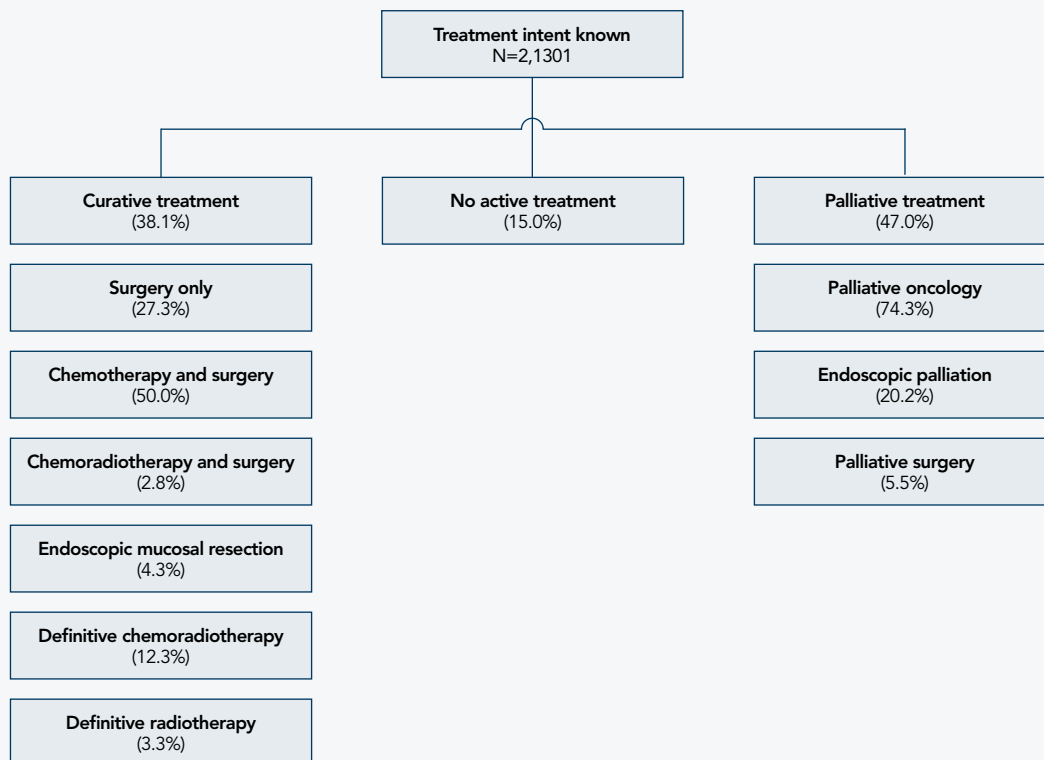 Treatment intent known
N=2,1301
Curative treatment
(38.1%)
No active treatment
(15.0%)
Palliative treatment
(47.0%)
Surgery only
(27.3%)
Palliative oncology
(74.3%)
Chemotherapy and surgery
(50.0%)
Endoscopic palliation
(20.2%)
Chemoradiotherapy and surgery
(2.8%)
Palliative surgery
(5.5%)
Endoscopic mucosal resection
(4.3%)
Definitive chemoradiotherapy
(12.3%)
Definitive radiotherapy
(3.3%)